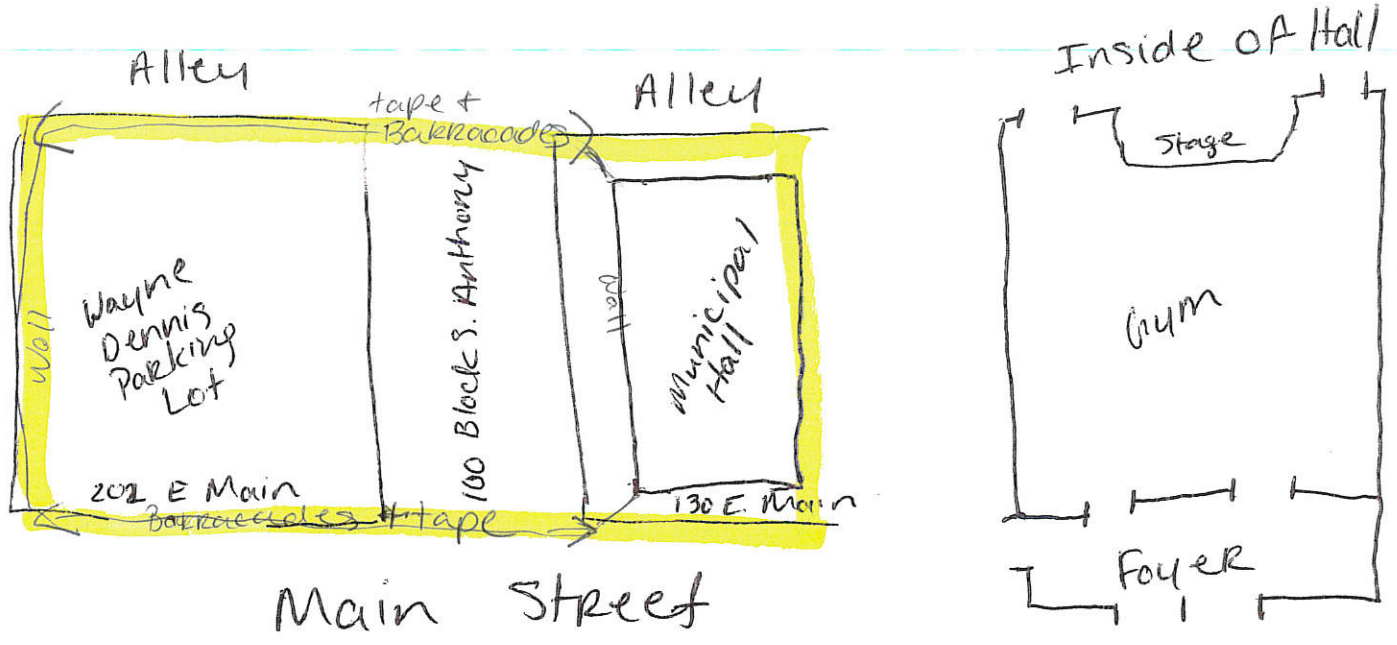 Inside of Hall
Alley
Alley
tape +
Barracades
Stage
Wall
Wayne
Dennis
Parking
Lot
100 Block S. Anthony
Wall
Municipal
Hall
Gym
202 E Main
130 E. Main
Barracades + tape
Foyer
Main Street